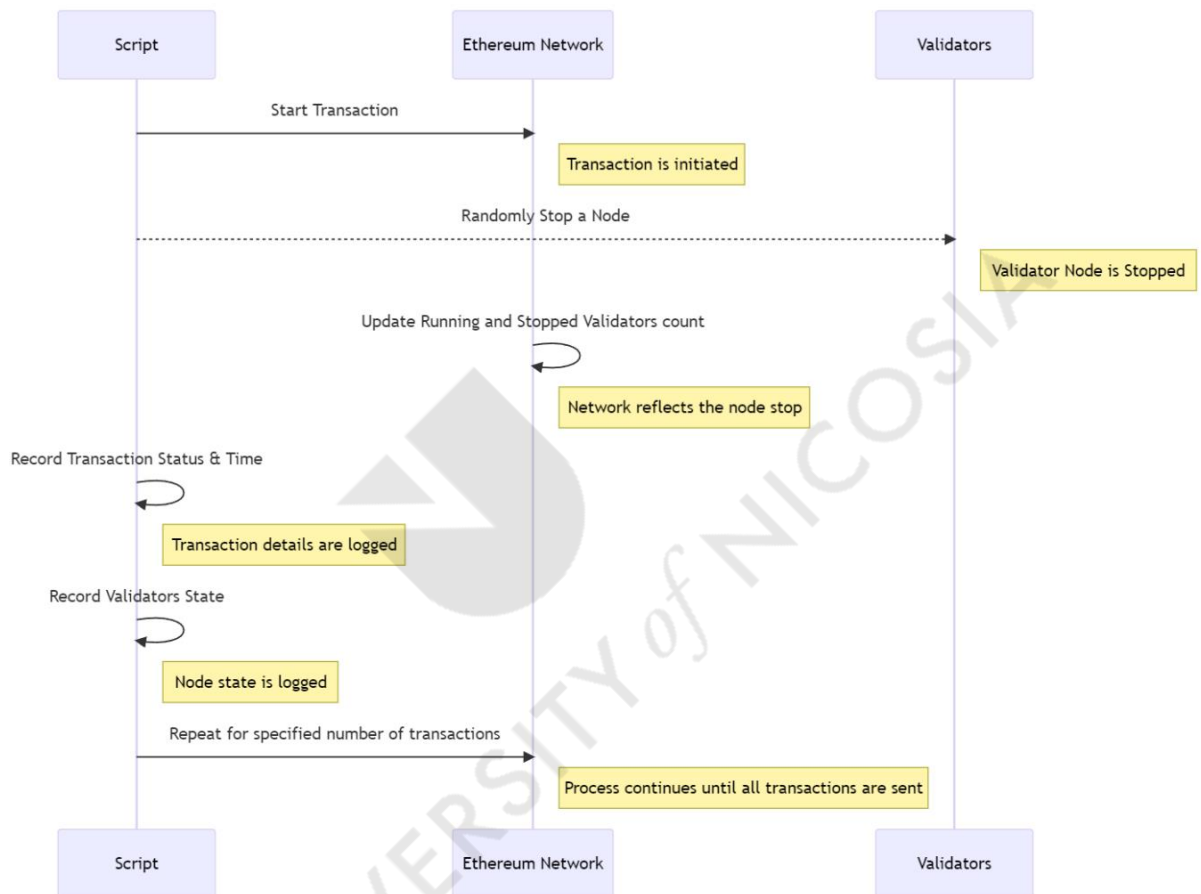 Script
Ethereum Network
Validators
Start Transaction
Transaction is initiated
Randomly Stop a Node
Validator Node is Stopped
Update Running and Stopped Validators count
Network reflects the node stop
Record Transaction Status & Time
Transaction details are logged
Record Validators State
Node state is logged
Repeat for specified number of transactions
Process continues until all transactions are sent
Script
Ethereum Network
Validators
VERSITY of NICOSIA